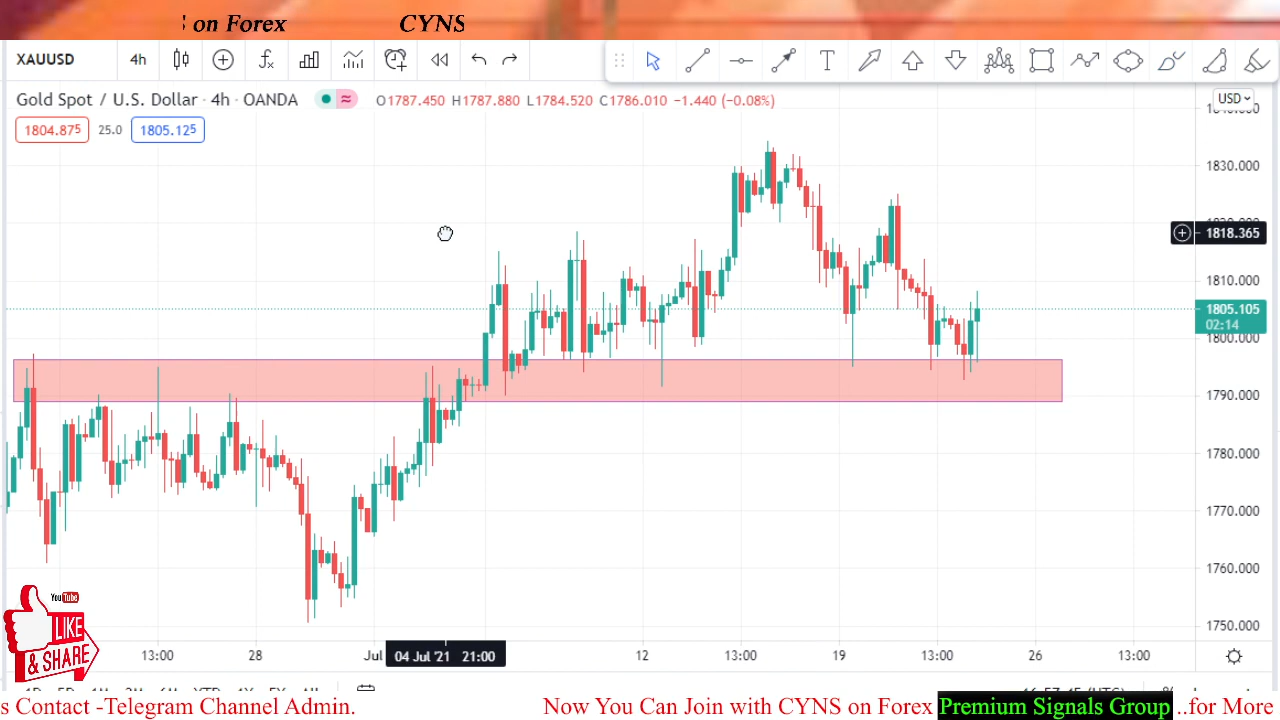 on Forex CYNS
XAUUSD 4h
Gold Spot / U.S. Dollar · 4h · OANDA O1787.450 H1787.880 L1784.520 C1786.010 −1.440 (−0.08%)
USD
1804.875 25.0 1805.125
1830.000
1818.365
1810.000
1805.105
02:14
1800.000
1790.000
1780.000
1770.000
1760.000
1750.000
YouTube
LIKE
& SHARE
13:00 28 Jul 04 Jul '21 21:00 12 13:00 19 13:00 26 13:00
s Contact -Telegram Channel Admin. Now You Can Join with CYNS on Forex Premium Signals Group ..for More